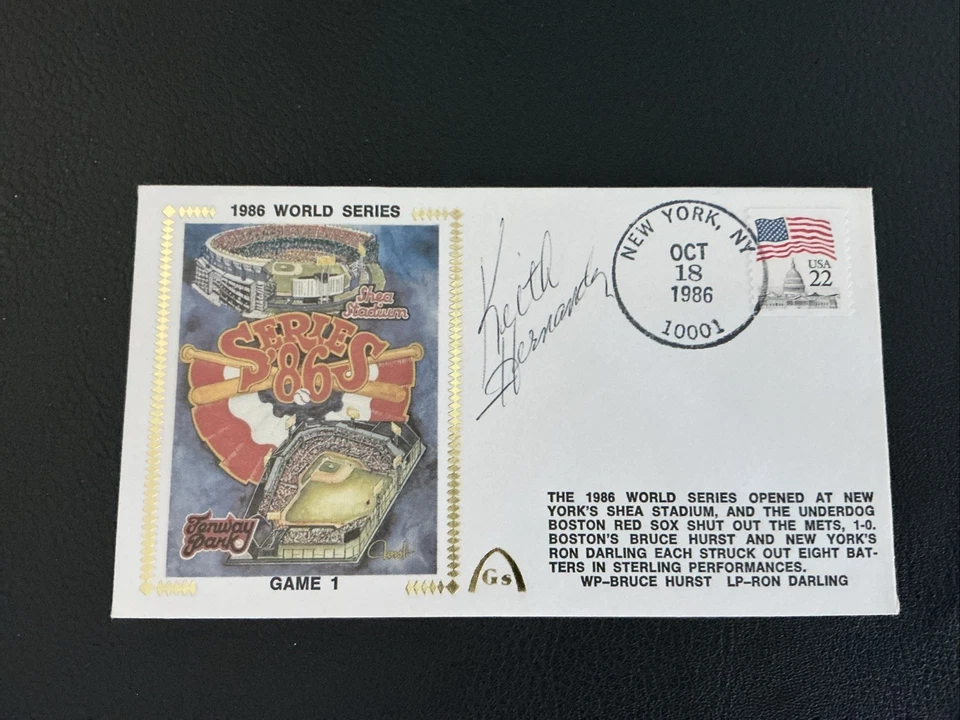 1986 WORLD SERIES
Shea
Stadium
SERIES
'86
Fenway
Park
GAME 1
Keith
Hernandez
NEW YORK, NY
OCT
18
1986
10001
USA
22
THE 1986 WORLD SERIES OPENED AT NEW
YORK'S SHEA STADIUM, AND THE UNDERDOG
BOSTON RED SOX SHUT OUT THE METS, 1-0.
BOSTON'S BRUCE HURST AND NEW YORK'S
RON DARLING EACH STRUCK OUT EIGHT BAT-
TERS IN STERLING PERFORMANCES.
WP–BRUCE HURST LP–RON DARLING
Gs